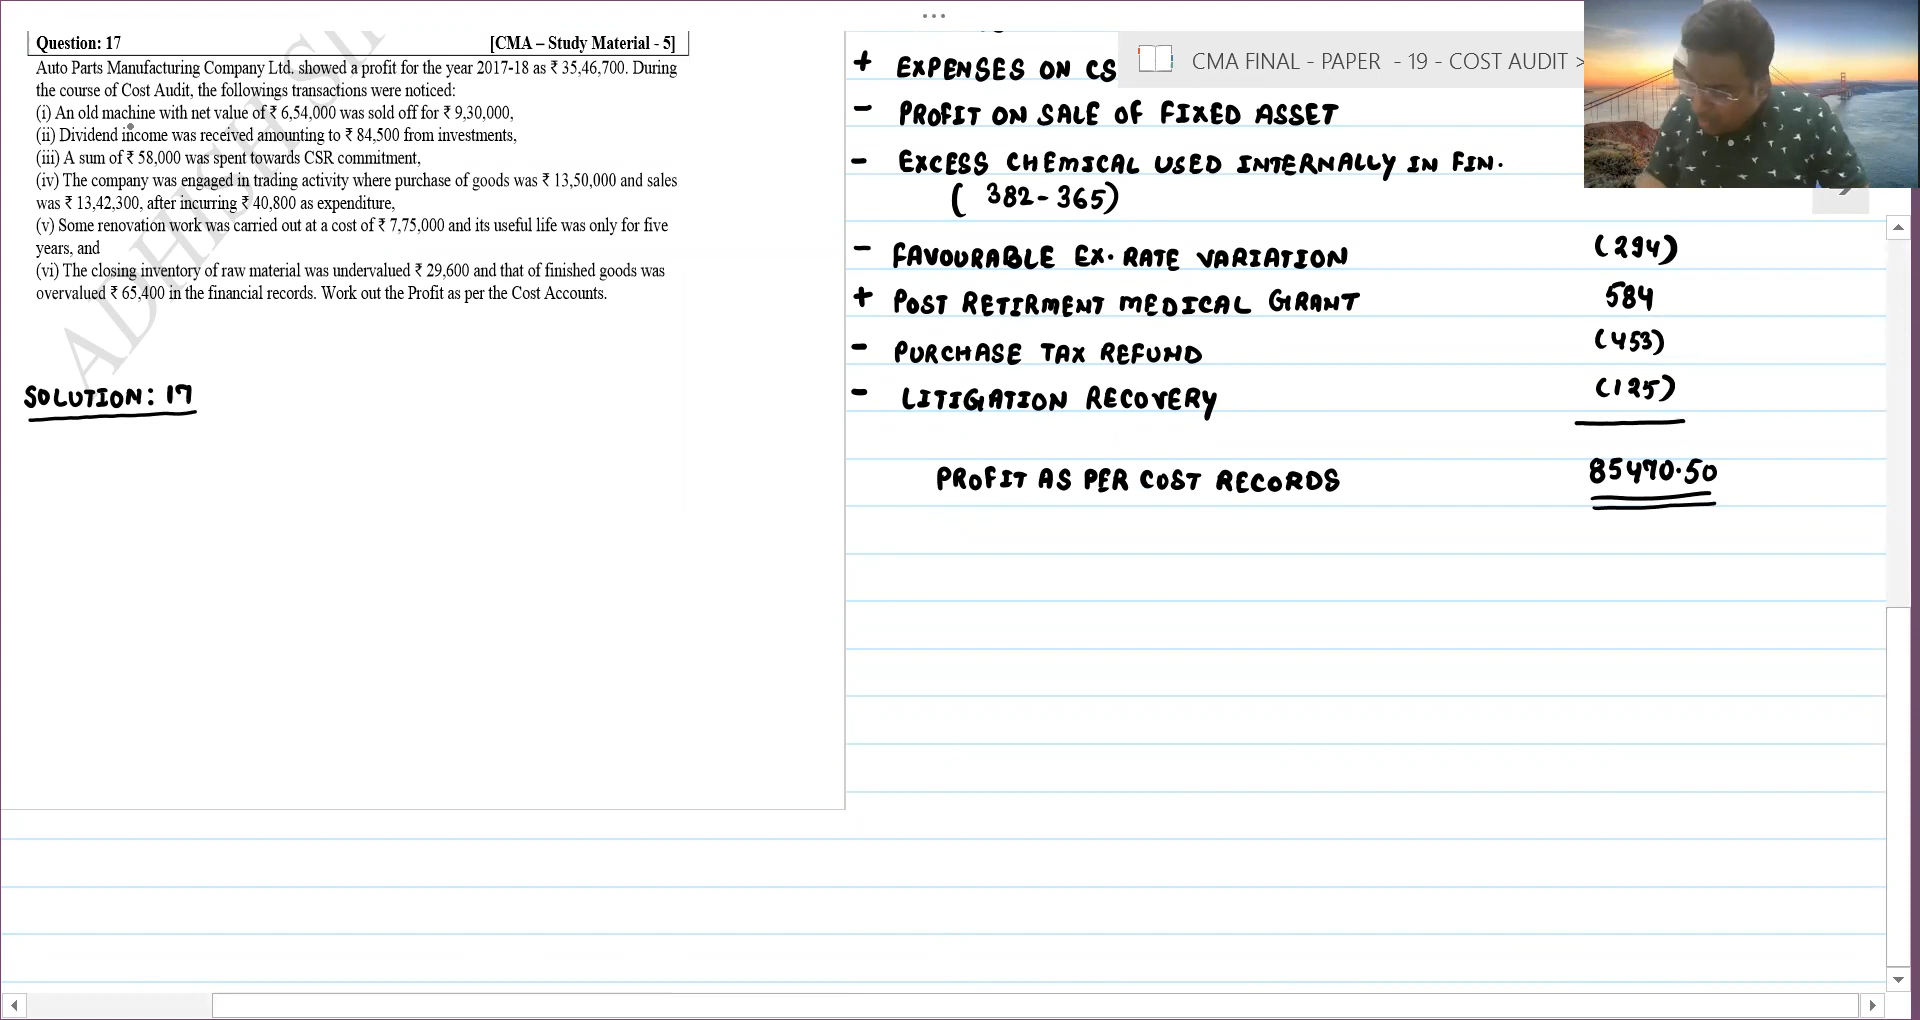 Question: 17 [CMA – Study Material - 5]
Auto Parts Manufacturing Company Ltd. showed a profit for the year 2017-18 as ₹ 35,46,700. During
the course of Cost Audit, the followings transactions were noticed:
(i) An old machine with net value of ₹ 6,54,000 was sold off for ₹ 9,30,000,
(ii) Dividend income was received amounting to ₹ 84,500 from investments,
(iii) A sum of ₹ 58,000 was spent towards CSR commitment,
(iv) The company was engaged in trading activity where purchase of goods was ₹ 13,50,000 and sales
was ₹ 13,42,300, after incurring ₹ 40,800 as expenditure,
(v) Some renovation work was carried out at a cost of ₹ 7,75,000 and its useful life was only for five
years, and
(vi) The closing inventory of raw material was undervalued ₹ 29,600 and that of finished goods was
overvalued ₹ 65,400 in the financial records. Work out the Profit as per the Cost Accounts.
SOLUTION: 17
+ EXPENSES ON CS
CMA FINAL - PAPER - 19 - COST AUDIT >
- PROFIT ON SALE OF FIXED ASSET
- EXCESS CHEMICAL USED INTERNALLY IN FIN.
( 382-365)
- FAVOURABLE EX. RATE VARIATION (294)
+ POST RETIRMENT MEDICAL GRANT 584
- PURCHASE TAX REFUND (453)
- LITIGATION RECOVERY (125)
PROFIT AS PER COST RECORDS 85470.50